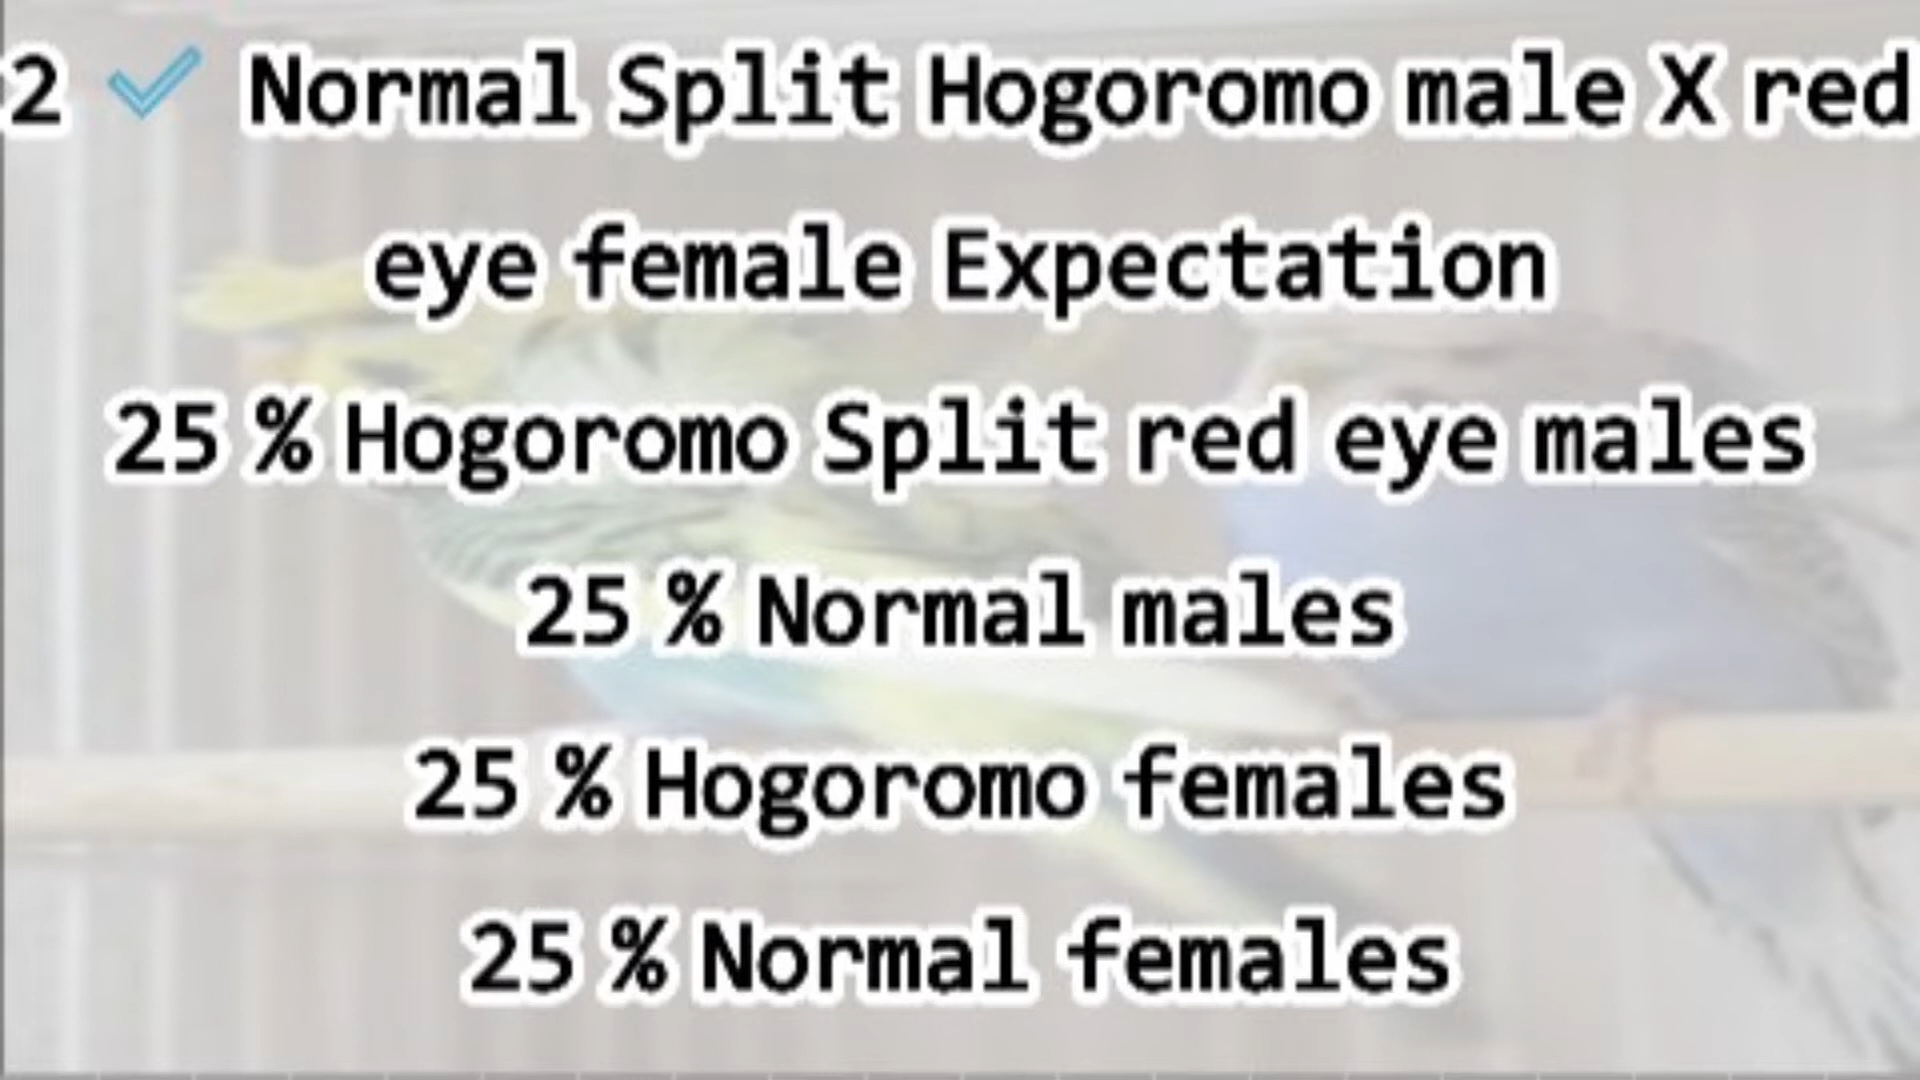 2 ✓ Normal Split Hogoromo male X red
eye female Expectation
25 % Hogoromo Split red eye males
25 % Normal males
25 % Hogoromo females
25 % Normal females